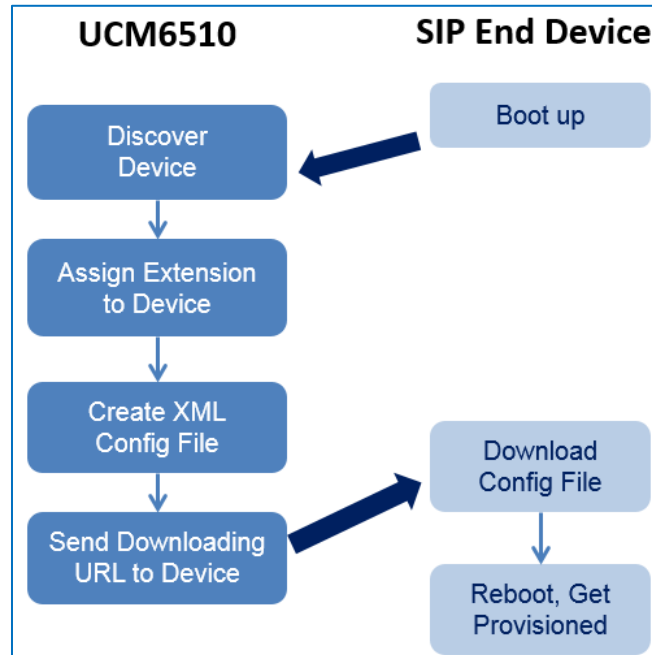 UCM6510
SIP End Device
Boot up
Discover
Device
Assign Extension
to Device
Create XML
Config File
Send Downloading
URL to Device
Download
Config File
Reboot, Get
Provisioned